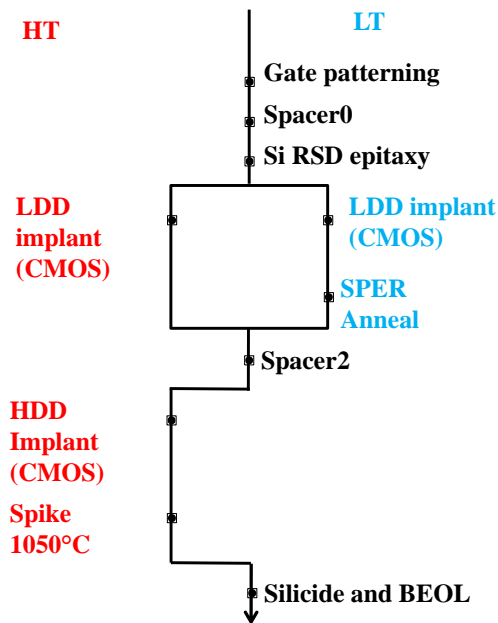 HT
LT
Gate patterning
Spacer0
Si RSD epitaxy
LDD
implant
(CMOS)
LDD implant
(CMOS)
SPER
Anneal
Spacer2
HDD
Implant
(CMOS)
Spike
1050°C
Silicide and BEOL